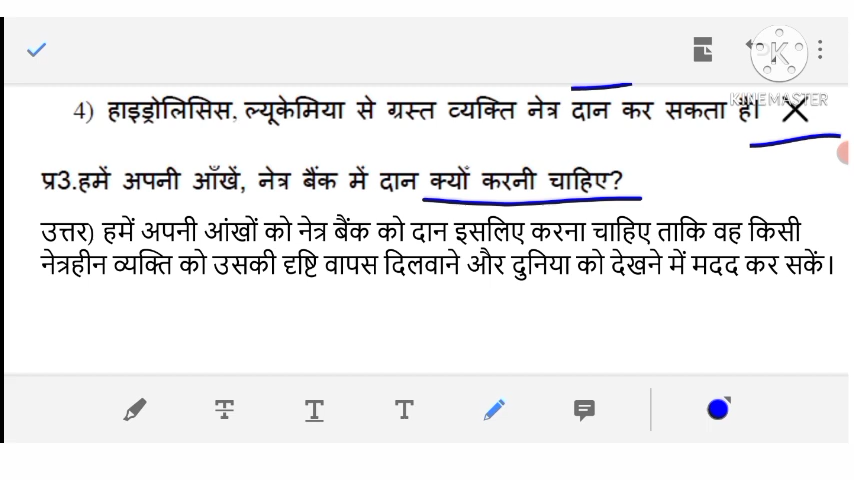 KINEMASTER
4) हाइड्रोलिसिस, ल्यूकेमिया से ग्रस्त व्यक्ति नेत्र दान कर सकता है। ✕
प्र3.हमें अपनी आँखें, नेत्र बैंक में दान क्यों करनी चाहिए?
उत्तर) हमें अपनी आंखों को नेत्र बैंक को दान इसलिए करना चाहिए ताकि वह किसी
नेत्रहीन व्यक्ति को उसकी दृष्टि वापस दिलवाने और दुनिया को देखने में मदद कर सकें।
T T T